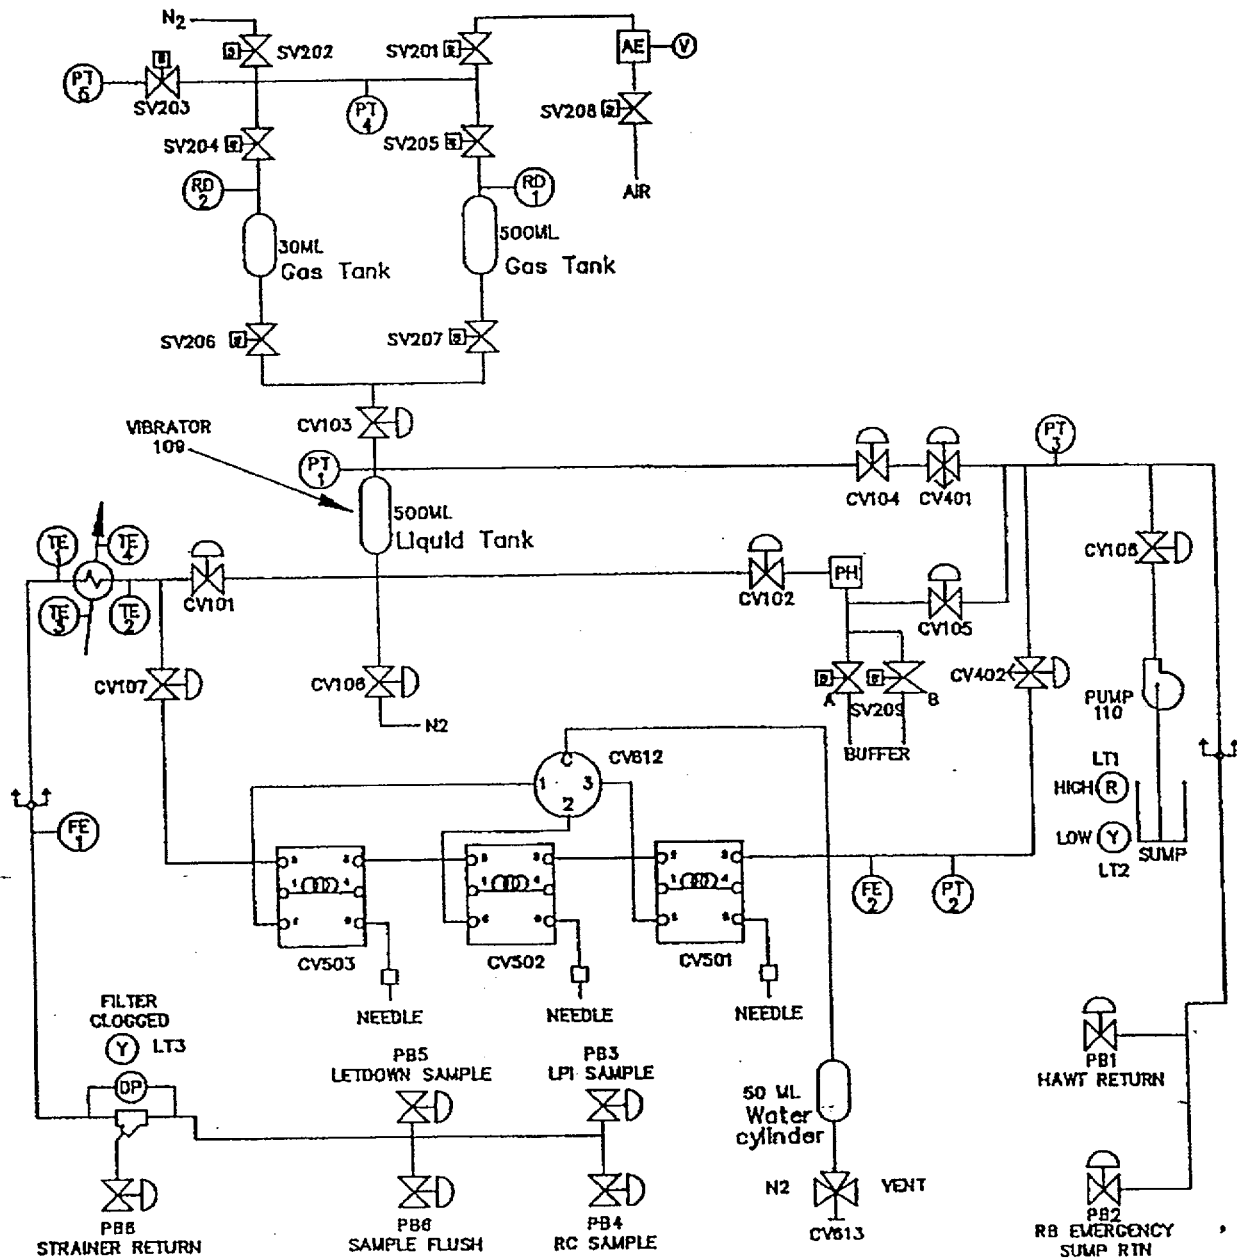 N2
SV202
SV201
AE
V
PT 5
SV203
PT 4
SV208
SV204
SV205
RD 2
RD 1
AIR
30ML
Gas Tank
500ML
Gas Tank
SV206
SV207
CV103
VIBRATOR
109
PT 1
PT 3
CV104
CV401
500ML
Liquid Tank
TE 1
TE 4
CV106
CV101
CV102
PH
TE 3
TE 2
CV105
CV107
CV108
CV402
A
SV209
B
PUMP
110
N2
BUFFER
CV612
C
1
3
2
LT1
HIGH
R
FE 1
LOW
Y
SUMP
LT2
FE 2
PT 2
CV503
CV502
CV501
NEEDLE
NEEDLE
NEEDLE
FILTER
CLOGGED
Y
LT3
DP
PB5
LETDOWN SAMPLE
PB3
LPI SAMPLE
50 ML
Water
cylinder
PB1
HAWT RETURN
N2
VENT
CV613
PB8
STRAINER RETURN
PB6
SAMPLE FLUSH
PB4
RC SAMPLE
PB2
RB EMERGENCY
SUMP RTN